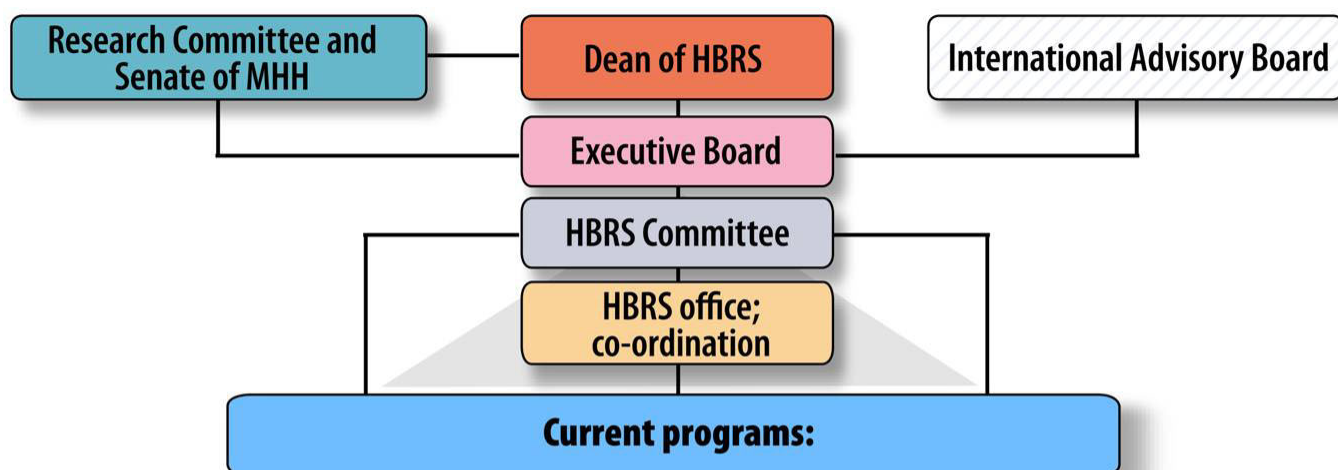 Research Committee and
Senate of MHH
Dean of HBRS
International Advisory Board
Executive Board
HBRS Committee
HBRS office;
co-ordination
Current programs: